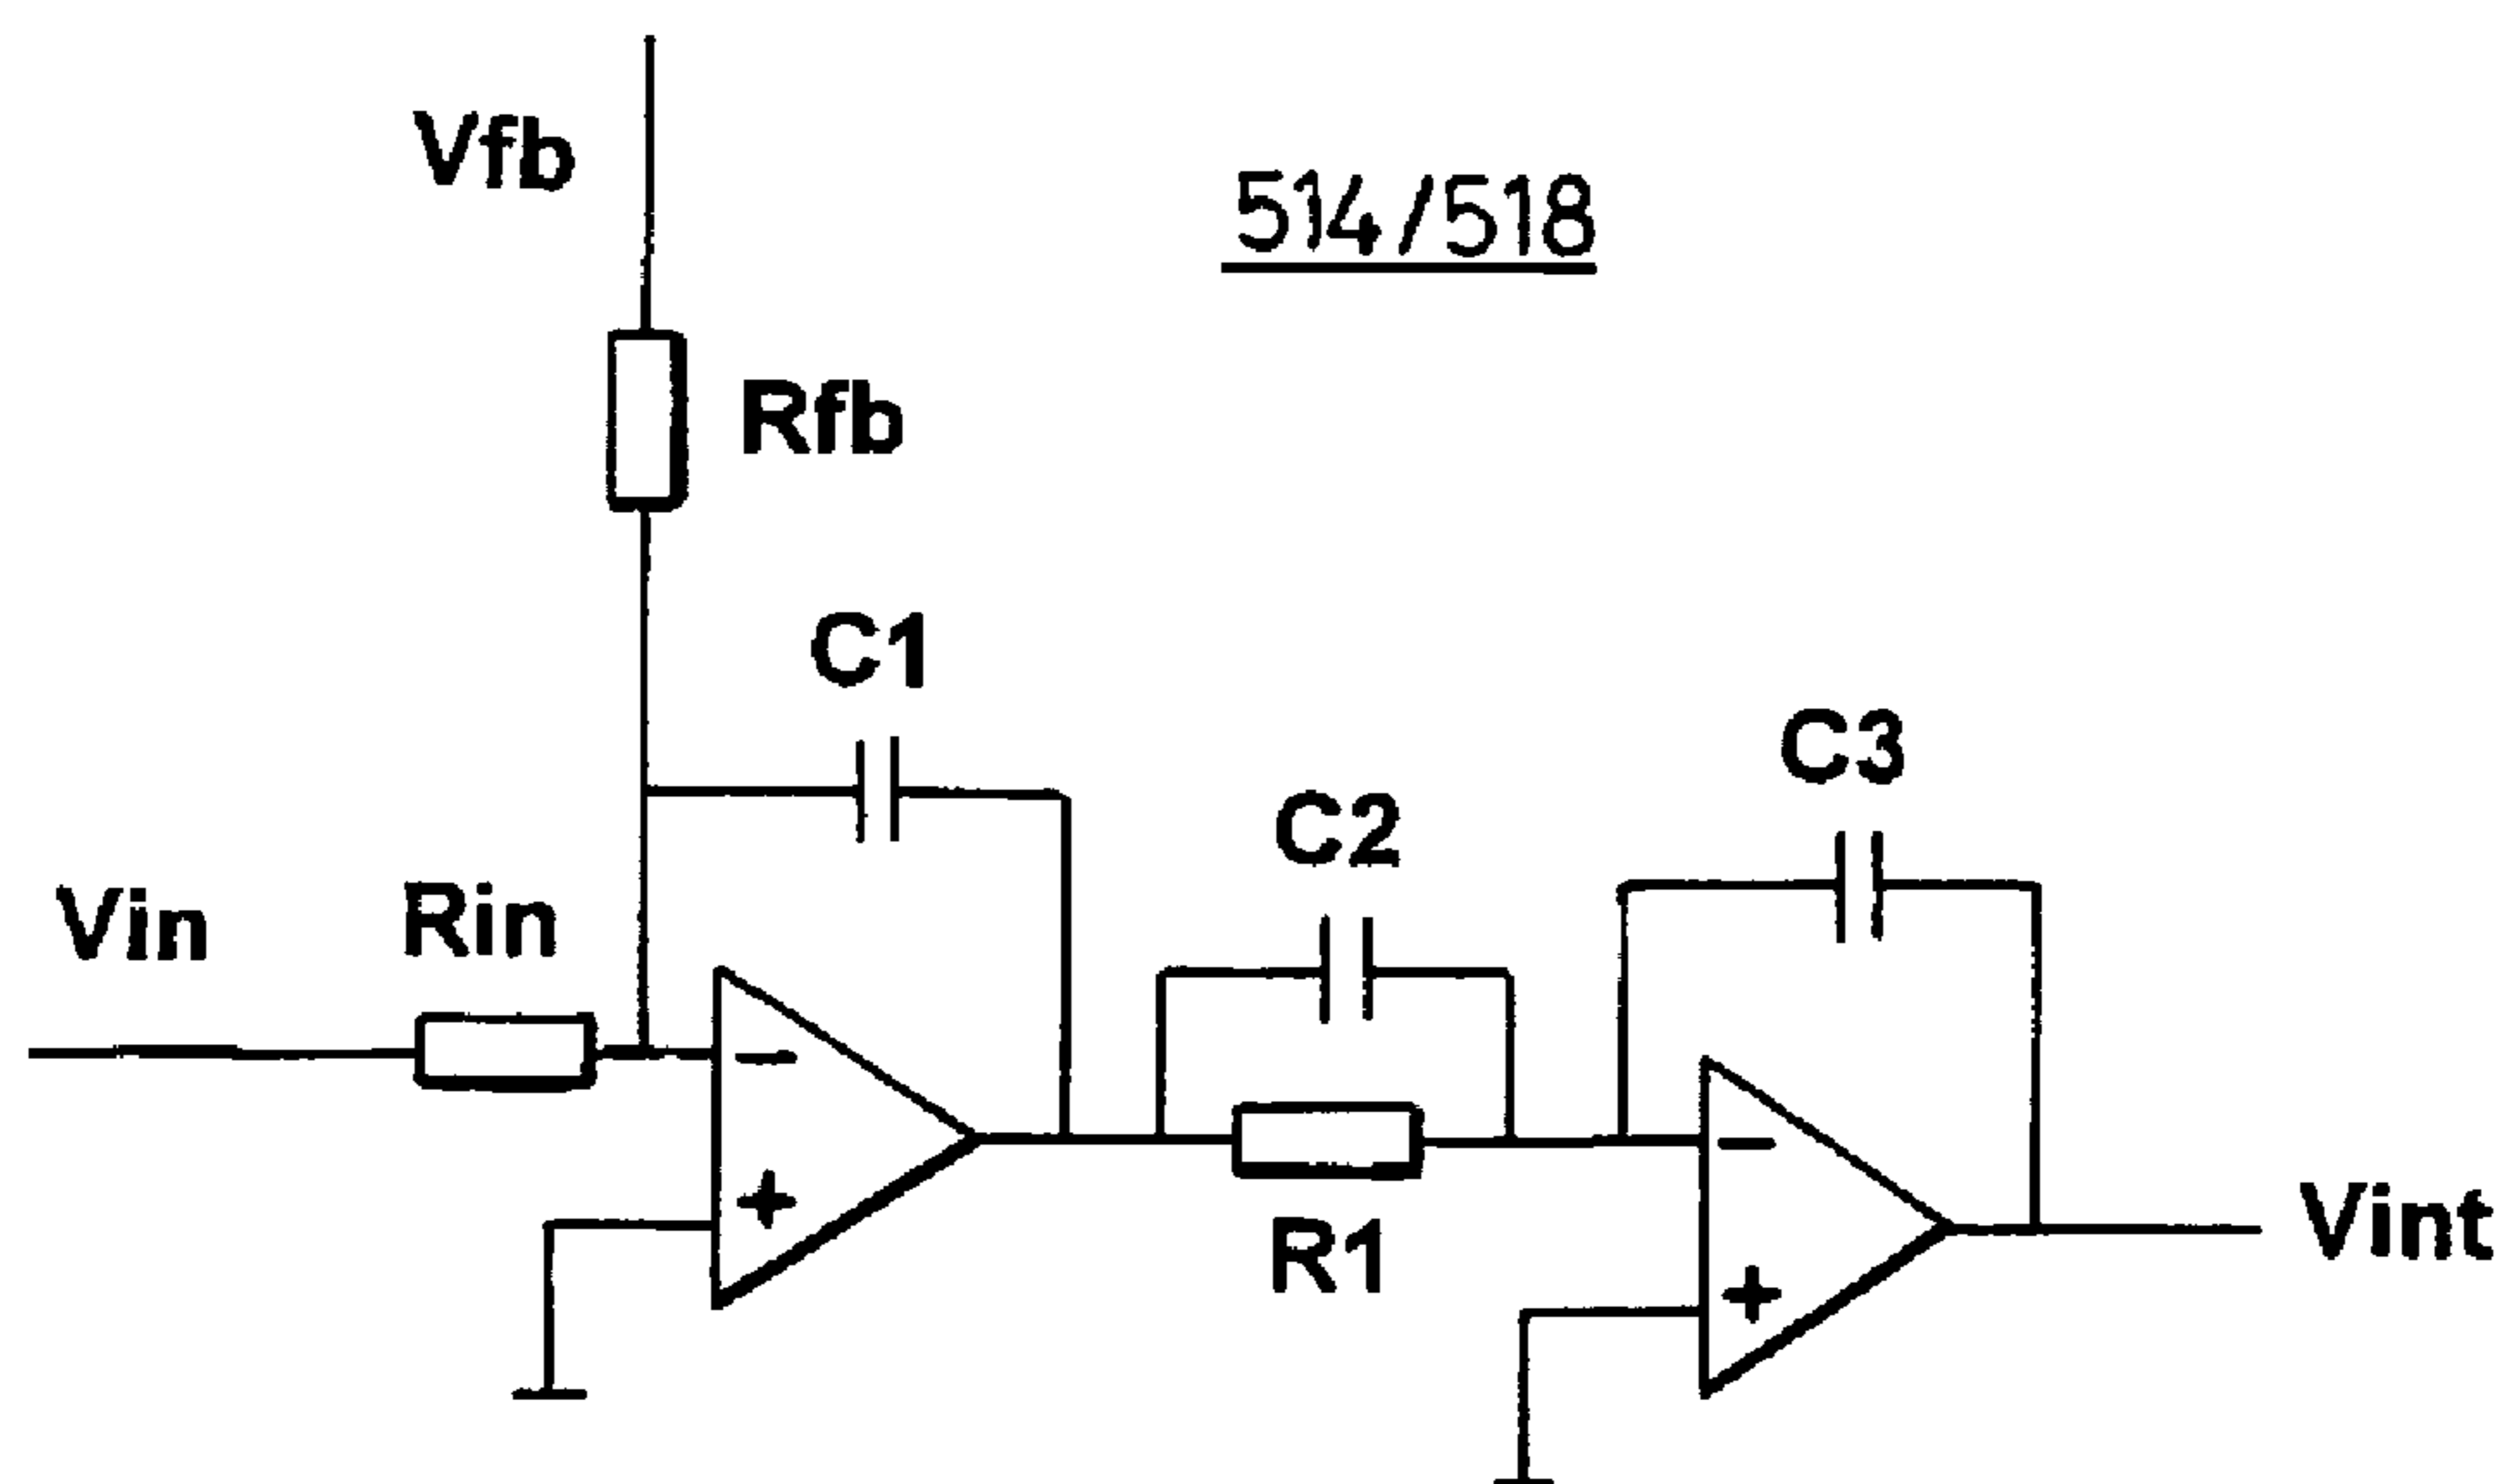 Vfb
514/518
Rfb
C1
C3
C2
Vin
Rin
−
−
+
Vint
R1
+